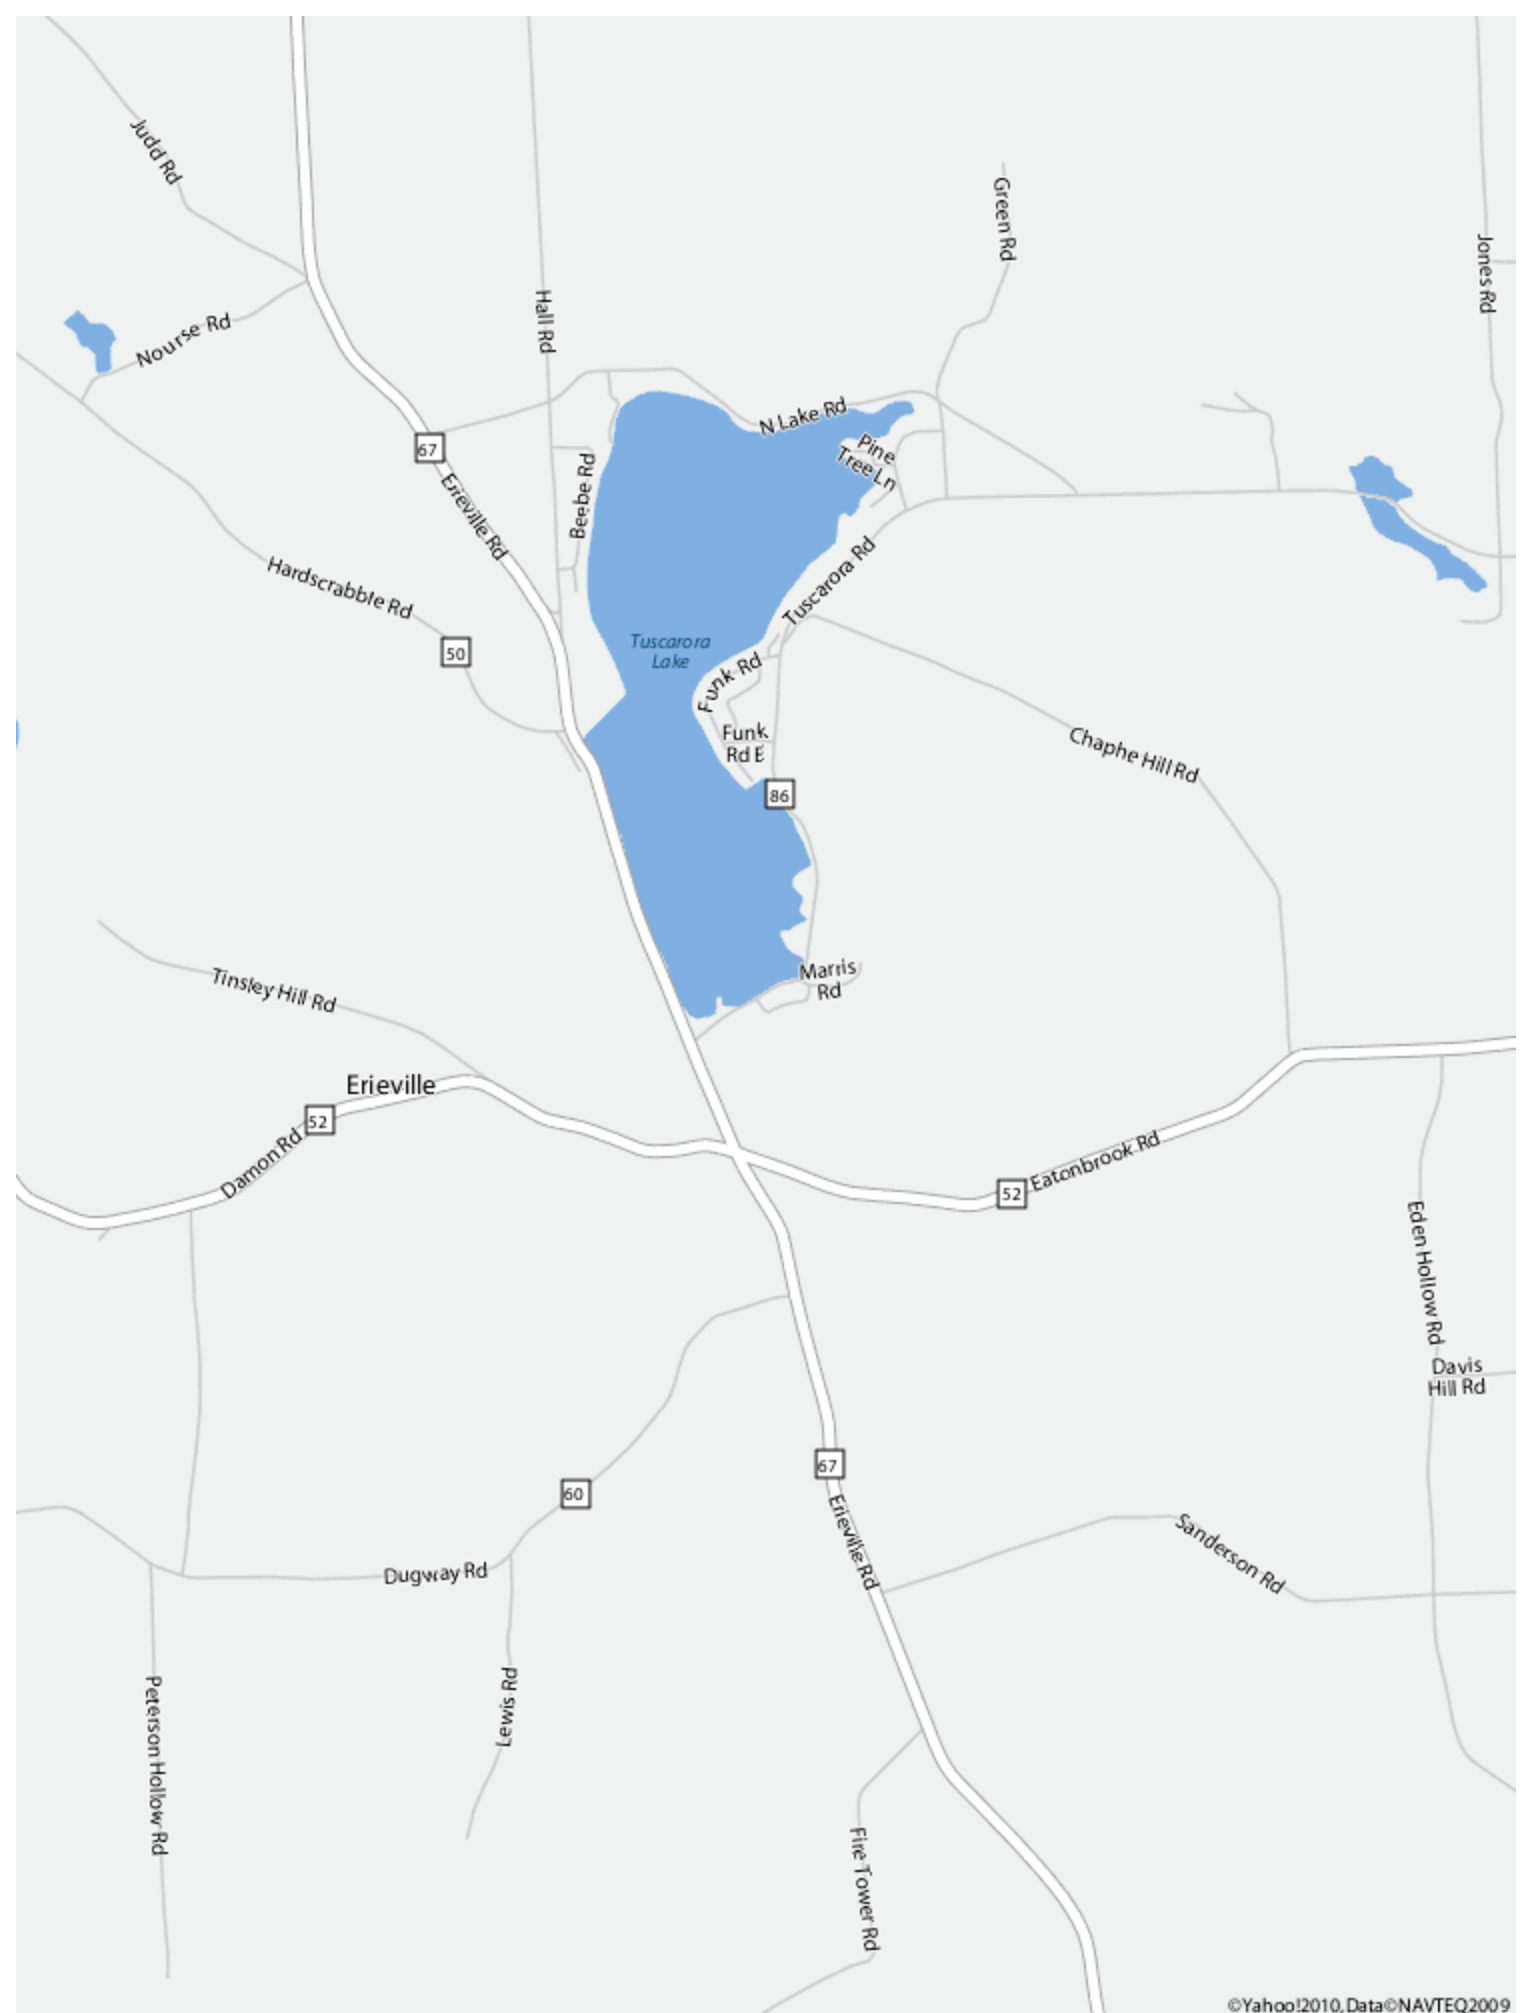 Judd Rd
Green Rd
Jones Rd
Hall Rd
Nourse Rd
N Lake Rd
67
Pine
Tree Ln
Beebe Rd
Erieville Rd
Tuscarora Rd
Hardscrabble Rd
50
Tuscarora
Lake
Funk Rd
Funk
Rd E
Chaphe Hill Rd
86
Tinsley Hill Rd
Marris
Rd
Erieville
52
Damon Rd
52
Eatonbrook Rd
Eden Hollow Rd
Davis
Hill Rd
67
60
Erieville Rd
Sanderson Rd
Dugway Rd
Lewis Rd
Peterson Hollow Rd
Fire Tower Rd
©Yahoo!2010, Data©NAVTEQ2009